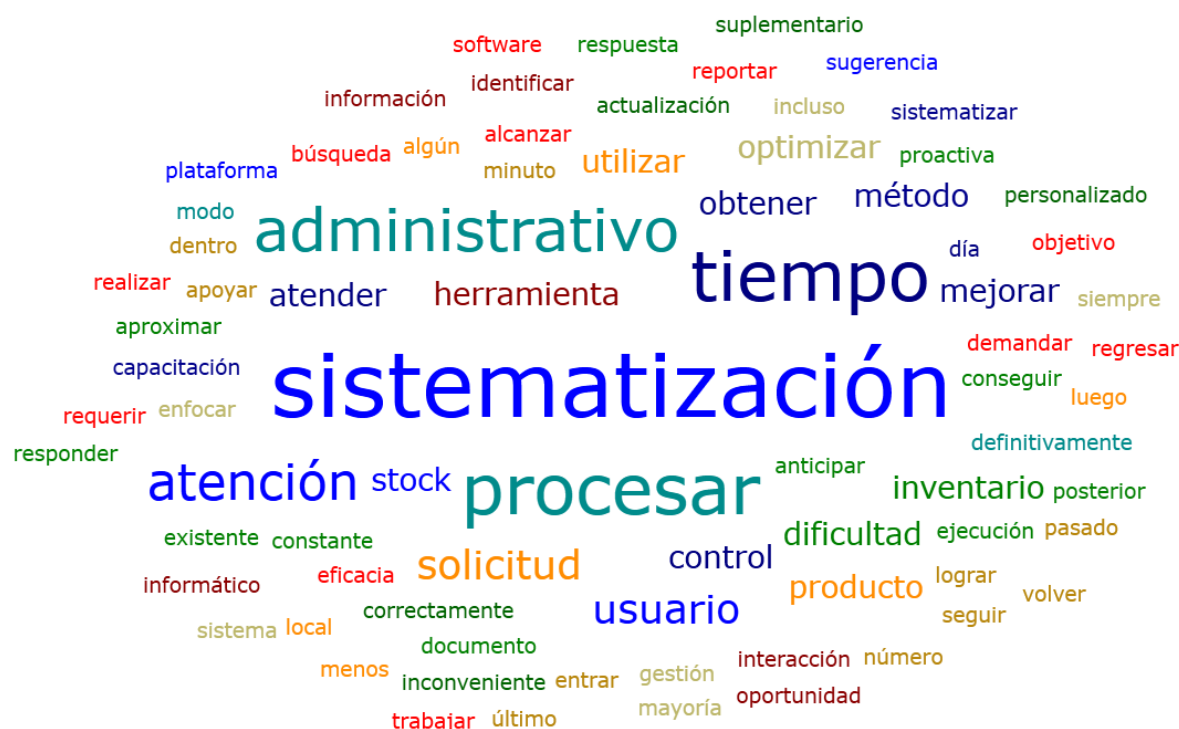 suplementario
software respuesta
reportar sugerencia
identificar
información actualización incluso sistematizar
búsqueda algún alcanzar utilizar optimizar proactiva
plataforma minuto
modo administrativo obtener método personalizado
dentro tiempo día objetivo
realizar apoyar atender herramienta mejorar siempre
aproximar
capacitación sistematización demandar regresar
conseguir
requerir enfocar luego
responder definitivamente
atención stock procesar anticipar inventario posterior
existente constante dificultad ejecución pasado
informático eficacia solicitud control producto lograr volver
correctamente usuario seguir
sistema local
documento
menos interacción número
inconveniente entrar gestión oportunidad
trabajar último mayoría